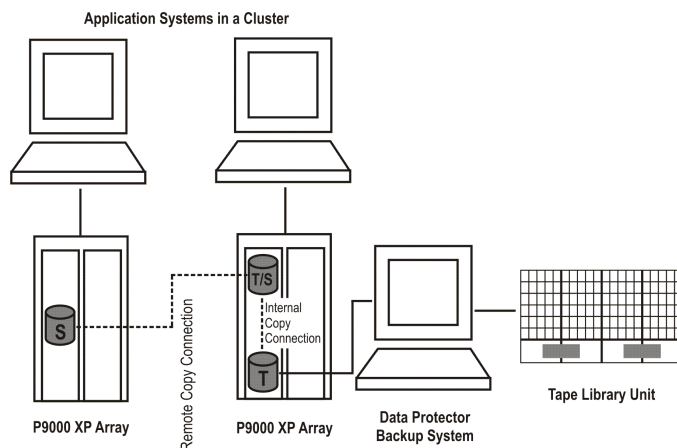 Application Systems in a Cluster
S
T/S
Internal
Copy
Connection
T
Remote Copy Connection
P9000 XP Array
P9000 XP Array
Data Protector
Backup System
Tape Library Unit